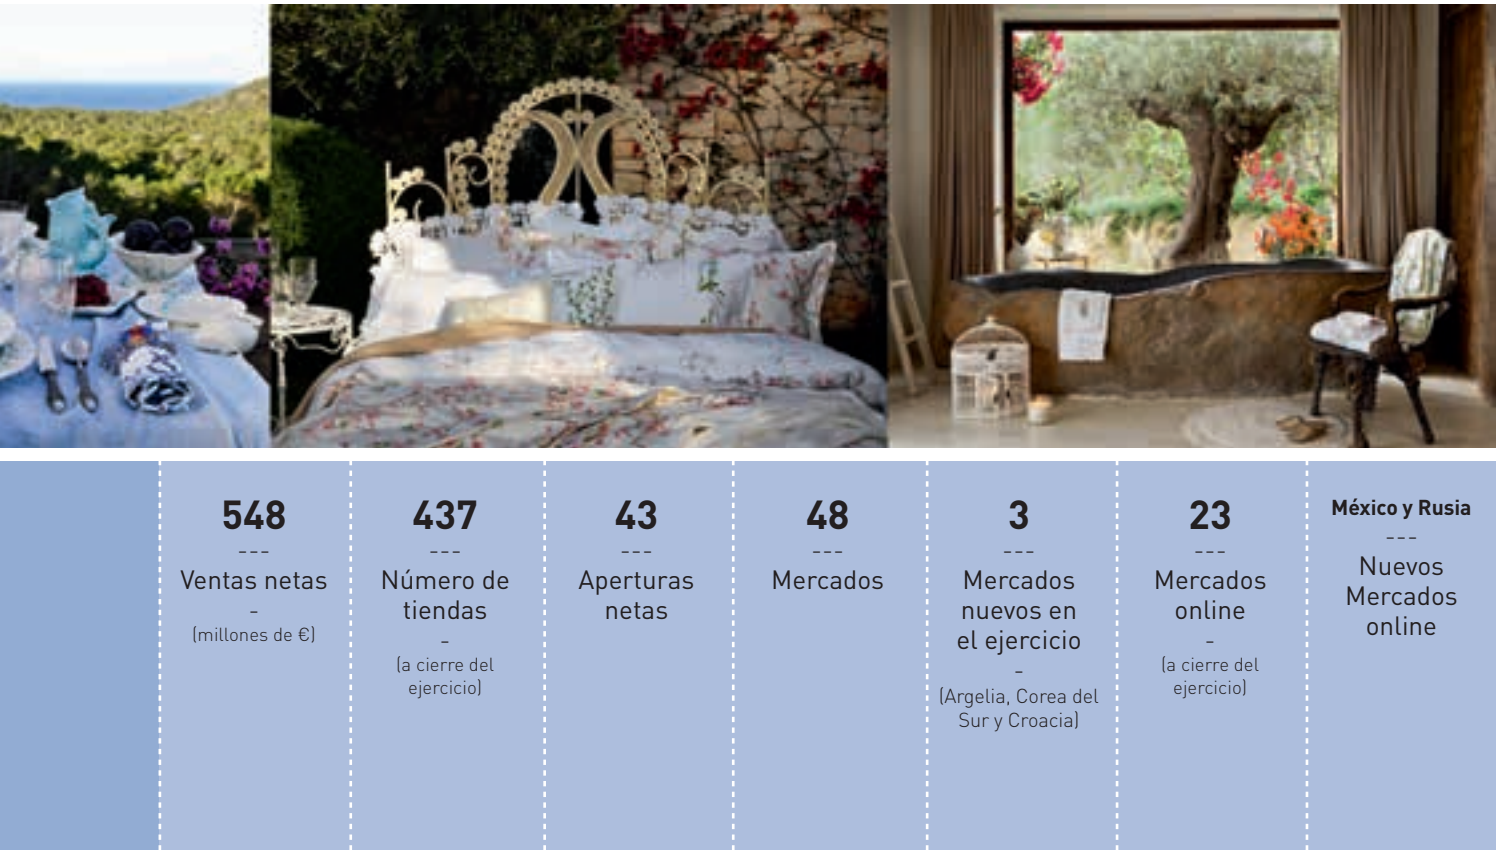 548
---
Ventas netas
-
(millones de €)
437
---
Número de
tiendas
-
(a cierre del
ejercicio)
43
---
Aperturas
netas
48
---
Mercados
3
---
Mercados
nuevos en
el ejercicio
-
(Argelia, Corea del
Sur y Croacia)
23
---
Mercados
online
-
(a cierre del
ejercicio)
México y Rusia
---
Nuevos
Mercados
online